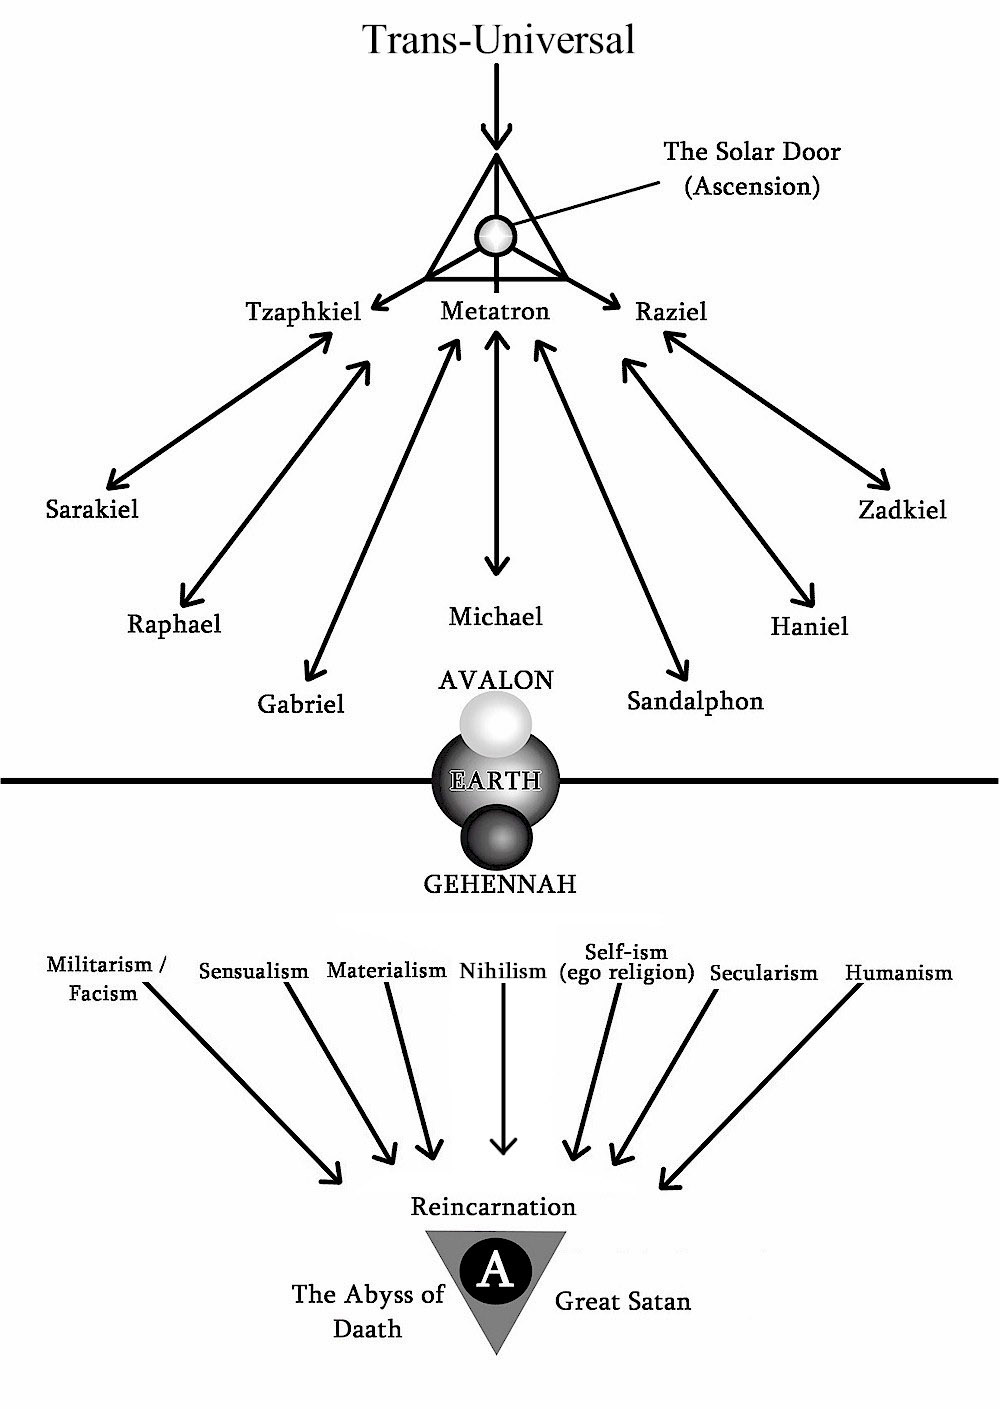 Trans-Universal
The Solar Door
(Ascension)
Tzaphkiel
Metatron
Raziel
Sarakiel
Zadkiel
Raphael
Michael
Haniel
Gabriel
AVALON
Sandalphon
EARTH
GEHENNAH
Militarism /
Facism
Sensualism
Materialism
Nihilism
Self-ism
(ego religion)
Secularism
Humanism
Reincarnation
A
The Abyss of
Daath
Great Satan